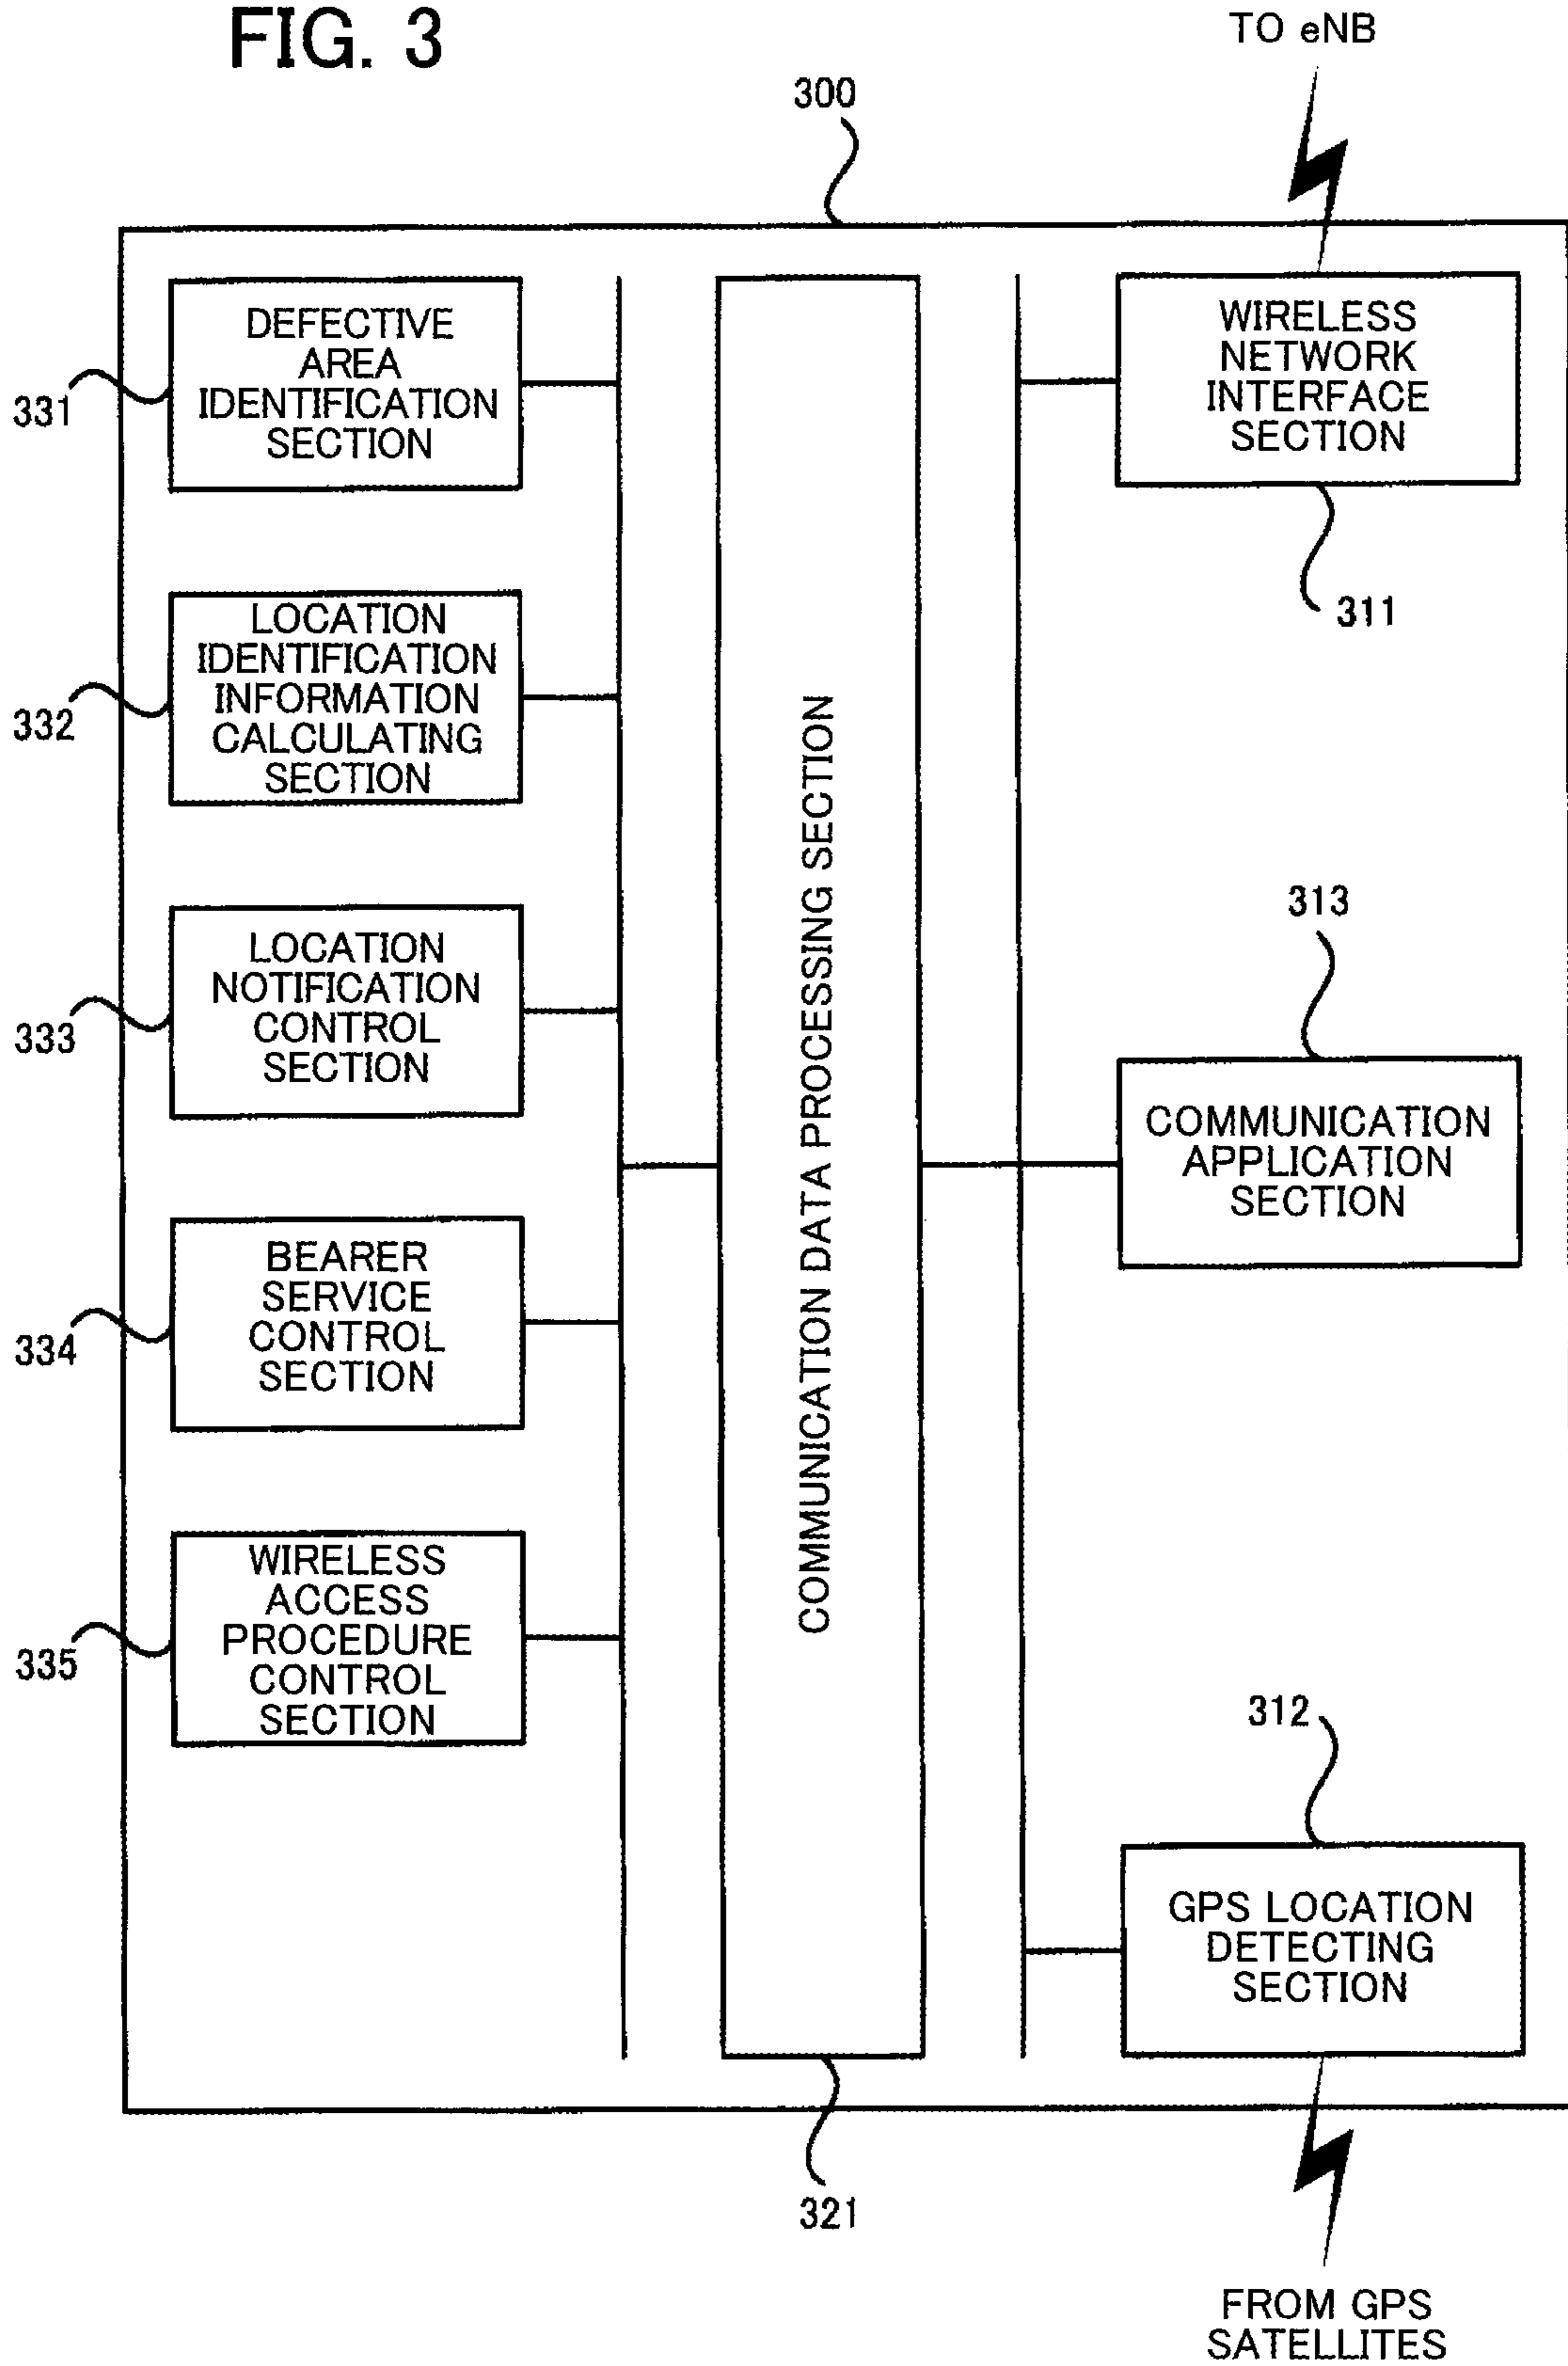 FIG. 3
TO eNB
300
DEFECTIVE
AREA
IDENTIFICATION
SECTION
331
LOCATION
IDENTIFICATION
INFORMATION
CALCULATING
SECTION
332
LOCATION
NOTIFICATION
CONTROL
SECTION
333
BEARER
SERVICE
CONTROL
SECTION
334
WIRELESS
ACCESS
PROCEDURE
CONTROL
SECTION
335
COMMUNICATION DATA PROCESSING SECTION
321
WIRELESS
NETWORK
INTERFACE
SECTION
311
313
COMMUNICATION
APPLICATION
SECTION
312
GPS LOCATION
DETECTING
SECTION
FROM GPS
SATELLITES